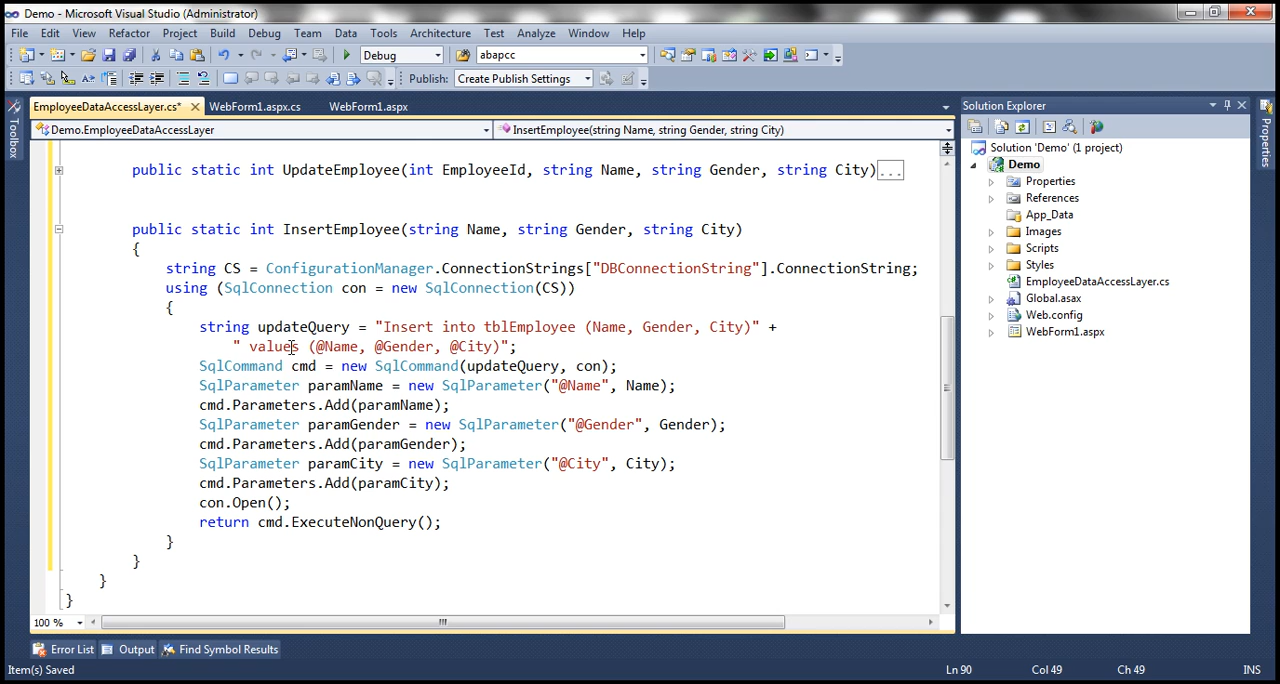 Demo - Microsoft Visual Studio (Administrator)
File Edit View Refactor Project Build Debug Team Data Tools Architecture Test Analyze Window Help
Debug abapcc
Publish: Create Publish Settings
EmployeeDataAccessLayer.cs* WebForm1.aspx.cs WebForm1.aspx
Solution Explorer
Demo.EmployeeDataAccessLayer InsertEmployee(string Name, string Gender, string City)
Toolbox
Properties
Solution 'Demo' (1 project)
Demo
Properties
References
App_Data
Images
Scripts
Styles
EmployeeDataAccessLayer.cs
Global.asax
Web.config
WebForm1.aspx
public static int UpdateEmployee(int EmployeeId, string Name, string Gender, string City)...
public static int InsertEmployee(string Name, string Gender, string City)
{
string CS = ConfigurationManager.ConnectionStrings["DBConnectionString"].ConnectionString;
using (SqlConnection con = new SqlConnection(CS))
{
string updateQuery = "Insert into tblEmployee (Name, Gender, City)" +
" values (@Name, @Gender, @City)";
SqlCommand cmd = new SqlCommand(updateQuery, con);
SqlParameter paramName = new SqlParameter("@Name", Name);
cmd.Parameters.Add(paramName);
SqlParameter paramGender = new SqlParameter("@Gender", Gender);
cmd.Parameters.Add(paramGender);
SqlParameter paramCity = new SqlParameter("@City", City);
cmd.Parameters.Add(paramCity);
con.Open();
return cmd.ExecuteNonQuery();
}
}
}
}
100 %
Error List Output Find Symbol Results
Item(s) Saved Ln 90 Col 49 Ch 49 INS